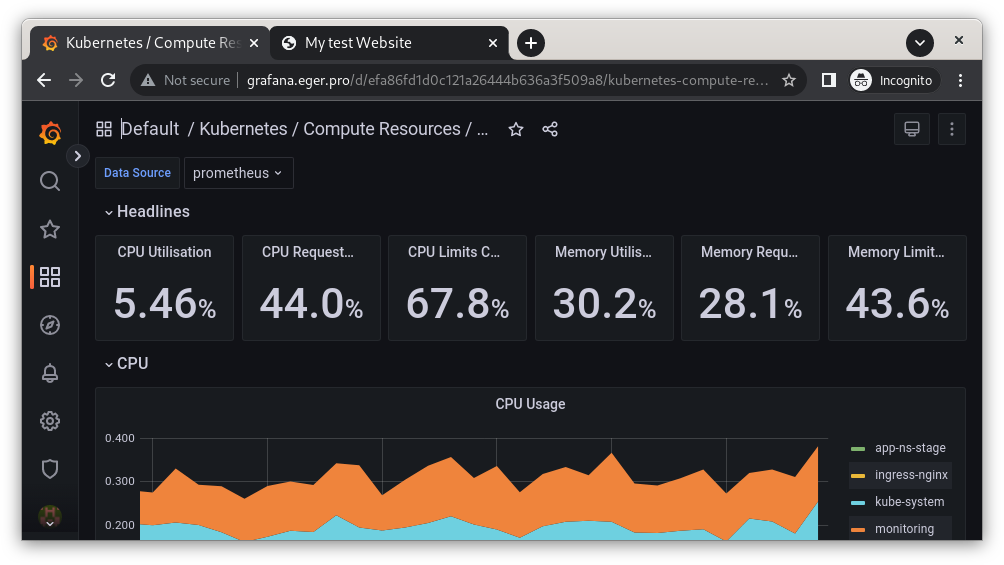 Kubernetes / Compute Res
My test Website
Not secure
grafana.eger.pro/d/efa86fd1d0c121a26444b636a3f509a8/kubernetes-compute-re...
Incognito
Default / Kubernetes / Compute Resources / ...
Data Source
prometheus
Headlines
CPU Utilisation
5.46%
CPU Request...
44.0%
CPU Limits C...
67.8%
Memory Utilis...
30.2%
Memory Requ...
28.1%
Memory Limit...
43.6%
CPU
CPU Usage
0.400
0.300
0.200
app-ns-stage
ingress-nginx
kube-system
monitoring